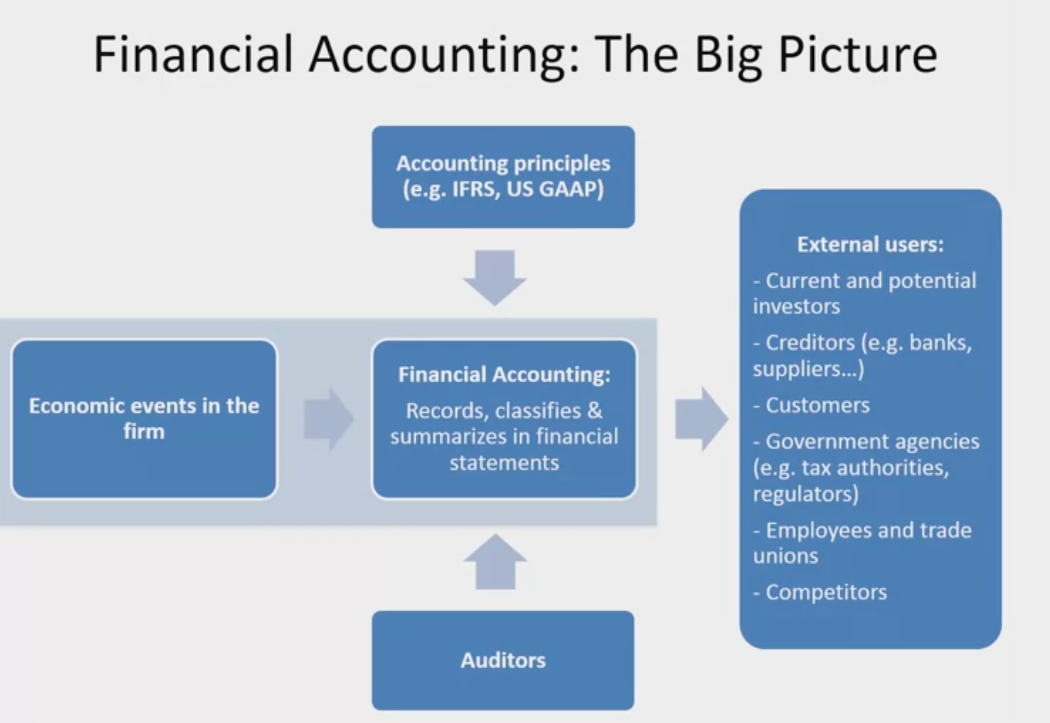 Financial Accounting: The Big Picture
Accounting principles
(e.g. IFRS, US GAAP)
Economic events in the
firm
Financial Accounting:
Records, classifies &
summarizes in financial
statements
Auditors
External users:
- Current and potential
investors
- Creditors (e.g. banks,
suppliers...)
- Customers
- Government agencies
(e.g. tax authorities,
regulators)
- Employees and trade
unions
- Competitors